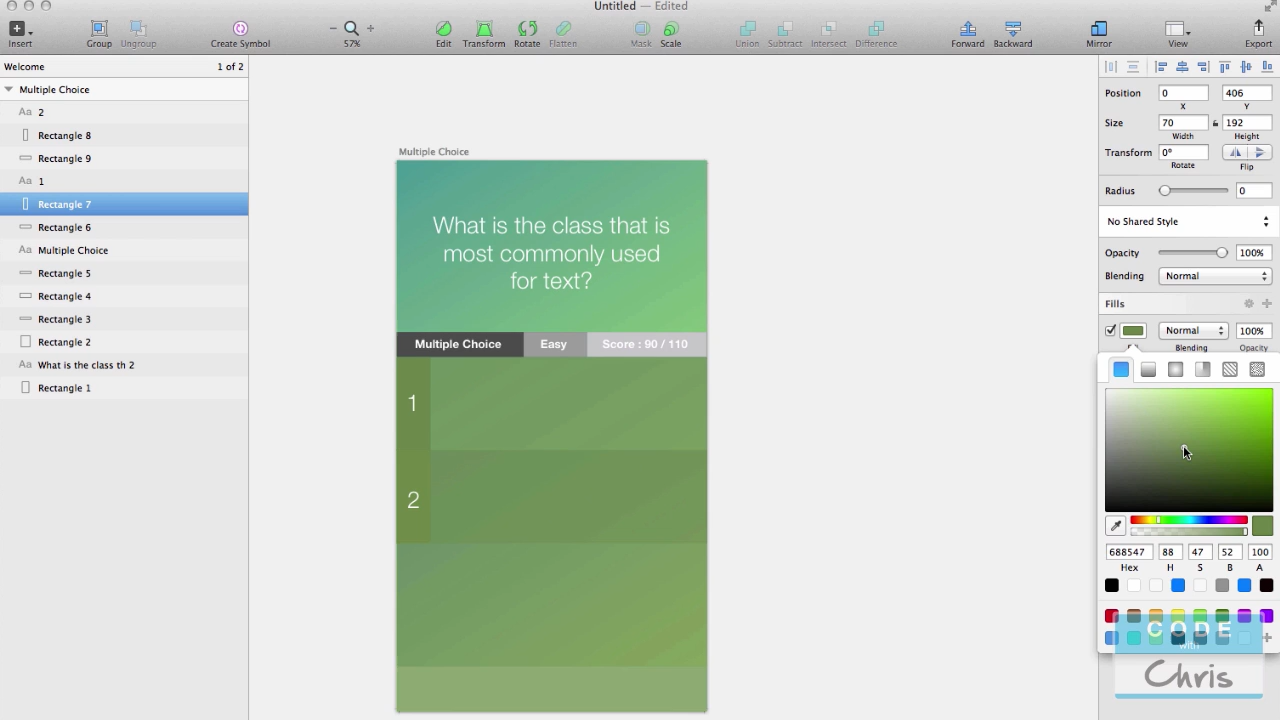 Untitled — Edited
Insert Group Ungroup Create Symbol 57% Edit Transform Rotate Flatten Mask Scale Union Subtract Intersect Difference Forward Backward Mirror View Export
Welcome 1 of 2
Multiple Choice
Aa 2
Rectangle 8
Rectangle 9
Aa 1
Rectangle 7
Rectangle 6
Aa Multiple Choice
Rectangle 5
Rectangle 4
Rectangle 3
Rectangle 2
Aa What is the class th 2
Rectangle 1
Multiple Choice
What is the class that is
most commonly used
for text?
Multiple Choice Easy Score : 90 / 110
1
2
Position 0 406
X Y
Size 70 192
Width Height
Transform 0°
Rotate Flip
Radius 0
No Shared Style
Opacity 100%
Blending Normal
Fills
Normal 100%
Blending Opacity
688547 88 47 52 100
Hex H S B A
CODE
with
Chris